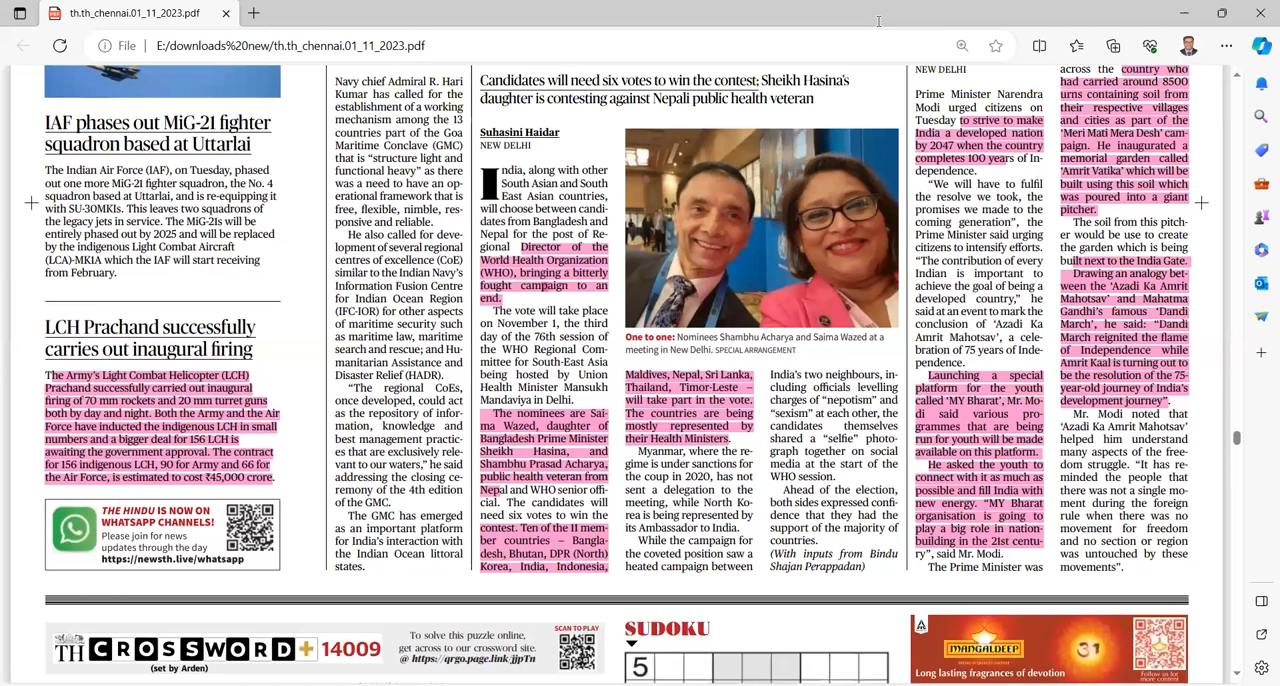 th.th_chennai.01_11_2023.pdf
File
E:/downloads%20new/th.th_chennai.01_11_2023.pdf
IAF phases out MiG-21 fighter
squadron based at Uttarlai
The Indian Air Force (IAF), on Tuesday, phased
out one more MiG-21 fighter squadron, the No. 4
squadron based at Uttarlai, and is re-equipping it
with SU-30MKIs. This leaves two squadrons of
the legacy jets in service. The MiG-21s will be
entirely phased out by 2025 and will be replaced
by the indigenous Light Combat Aircraft
(LCA)-MKIA which the IAF will start receiving
from February.
LCH Prachand successfully
carries out inaugural firing
The Army's Light Combat Helicopter (LCH)
Prachand successfully carried out inaugural
firing of 70 mm rockets and 20 mm turret guns
both by day and night. Both the Army and the Air
Force have inducted the indigenous LCH in small
numbers and a bigger deal for 156 LCH is
awaiting the government approval. The contract
for 156 indigenous LCH, 90 for Army and 66 for
the Air Force, is estimated to cost ₹45,000 crore.
THE HINDU IS NOW ON
WHATSAPP CHANNELS!
Please join for news
updates through the day
https://newsth.live/whatsapp
Navy chief Admiral R. Hari
Kumar has called for the
establishment of a working
mechanism among the 13
countries part of the Goa
Maritime Conclave (GMC)
that is "structure light and
functional heavy" as there
was a need to have an op-
erational framework that is
free, flexible, nimble, res-
ponsive and reliable.
He also called for devel-
opment of several regional
centres of excellence (CoE)
similar to the Indian Navy's
Information Fusion Centre
for Indian Ocean Region
(IFC-IOR) for other aspects
of maritime security such
as maritime law, maritime
search and rescue; and Hu-
manitarian Assistance and
Disaster Relief (HADR).
"The regional CoEs,
once developed, could act
as the repository of infor-
mation, knowledge and
best management practic-
es that are exclusively rele-
vant to our waters," he said
addressing the closing ce-
remony of the 4th edition
of the GMC.
The GMC has emerged
as an important platform
for India's interaction with
the Indian Ocean littoral
states.
Candidates will need six votes to win the contest; Sheikh Hasina's
daughter is contesting against Nepali public health veteran
Suhasini Haidar
NEW DELHI
India, along with other
South Asian and South
East Asian countries,
will choose between candi-
dates from Bangladesh and
Nepal for the post of Re-
gional Director of the
World Health Organization
(WHO), bringing a bitterly
fought campaign to an
end.
The vote will take place
on November 1, the third
day of the 76th session of
the WHO Regional Com-
mittee for South-East Asia
being hosted by Union
Health Minister Mansukh
Mandaviya in Delhi.
The nominees are Sai-
ma Wazed, daughter of
Bangladesh Prime Minister
Sheikh Hasina, and
Shambhu Prasad Acharya,
public health veteran from
Nepal and WHO senior offi-
cial. The candidates will
need six votes to win the
contest. Ten of the 11 mem-
ber countries – Bangla-
desh, Bhutan, DPR (North)
Korea, India, Indonesia,
One to one: Nominees Shambhu Acharya and Saima Wazed at a
meeting in New Delhi. SPECIAL ARRANGEMENT
Maldives, Nepal, Sri Lanka,
Thailand, Timor-Leste –
will take part in the vote.
The countries are being
mostly represented by
their Health Ministers.
Myanmar, where the re-
gime is under sanctions for
the coup in 2020, has not
sent a delegation to the
meeting, while North Ko-
rea is being represented by
its Ambassador to India.
While the campaign for
the coveted position saw a
heated campaign between
India's two neighbours, in-
cluding officials levelling
charges of "nepotism" and
"sexism" at each other, the
candidates themselves
shared a "selfie" photo-
graph together on social
media at the start of the
WHO session.
Ahead of the election,
both sides expressed confi-
dence that they had the
support of the majority of
countries.
(With inputs from Bindu
Shajan Perappadan)
NEW DELHI
Prime Minister Narendra
Modi urged citizens on
Tuesday to strive to make
India a developed nation
by 2047 when the country
completes 100 years of In-
dependence.
"We will have to fulfil
the resolve we took, the
promises we made to the
coming generation", the
Prime Minister said urging
citizens to intensify efforts.
"The contribution of every
Indian is important to
achieve the goal of being a
developed country," he
said at an event to mark the
conclusion of 'Azadi Ka
Amrit Mahotsav', a cele-
bration of 75 years of Inde-
pendence.
Launching a special
platform for the youth
called 'MY Bharat', Mr. Mo-
di said various pro-
grammes that are being
run for youth will be made
available on this platform.
He asked the youth to
connect with it as much as
possible and fill India with
new energy. "MY Bharat
organisation is going to
play a big role in nation-
building in the 21st centu-
ry", said Mr. Modi.
The Prime Minister was
across the country who
had carried around 8500
urns containing soil from
their respective villages
and cities as part of the
'Meri Mati Mera Desh' cam-
paign. He inaugurated a
memorial garden called
'Amrit Vatika' which will be
built using this soil which
was poured into a giant
pitcher.
The soil from this pitch-
er would be use to create
the garden which is being
built next to the India Gate.
Drawing an analogy bet-
ween the 'Azadi Ka Amrit
Mahotsav' and Mahatma
Gandhi's famous 'Dandi
March', he said: "Dandi
March reignited the flame
of Independence while
Amrit Kaal is turning out to
be the resolution of the 75-
year-old journey of India's
development journey".
Mr. Modi noted that
'Azadi Ka Amrit Mahotsav'
helped him understand
many aspects of the free-
dom struggle. "It has re-
minded the people that
there was not a single mo-
ment during the foreign
rule when there was no
movement for freedom
and no section or region
was untouched by these
movements".
TH CROSSWORD+ 14009
(set by Arden)
To solve this puzzle online,
get across to our crossword site.
@ https://qrgo.page.link/jjpTn
SCAN TO PLAY
SUDOKU
5
MANGALDEEP
31
Long lasting fragrances of devotion
Follow us for
more content